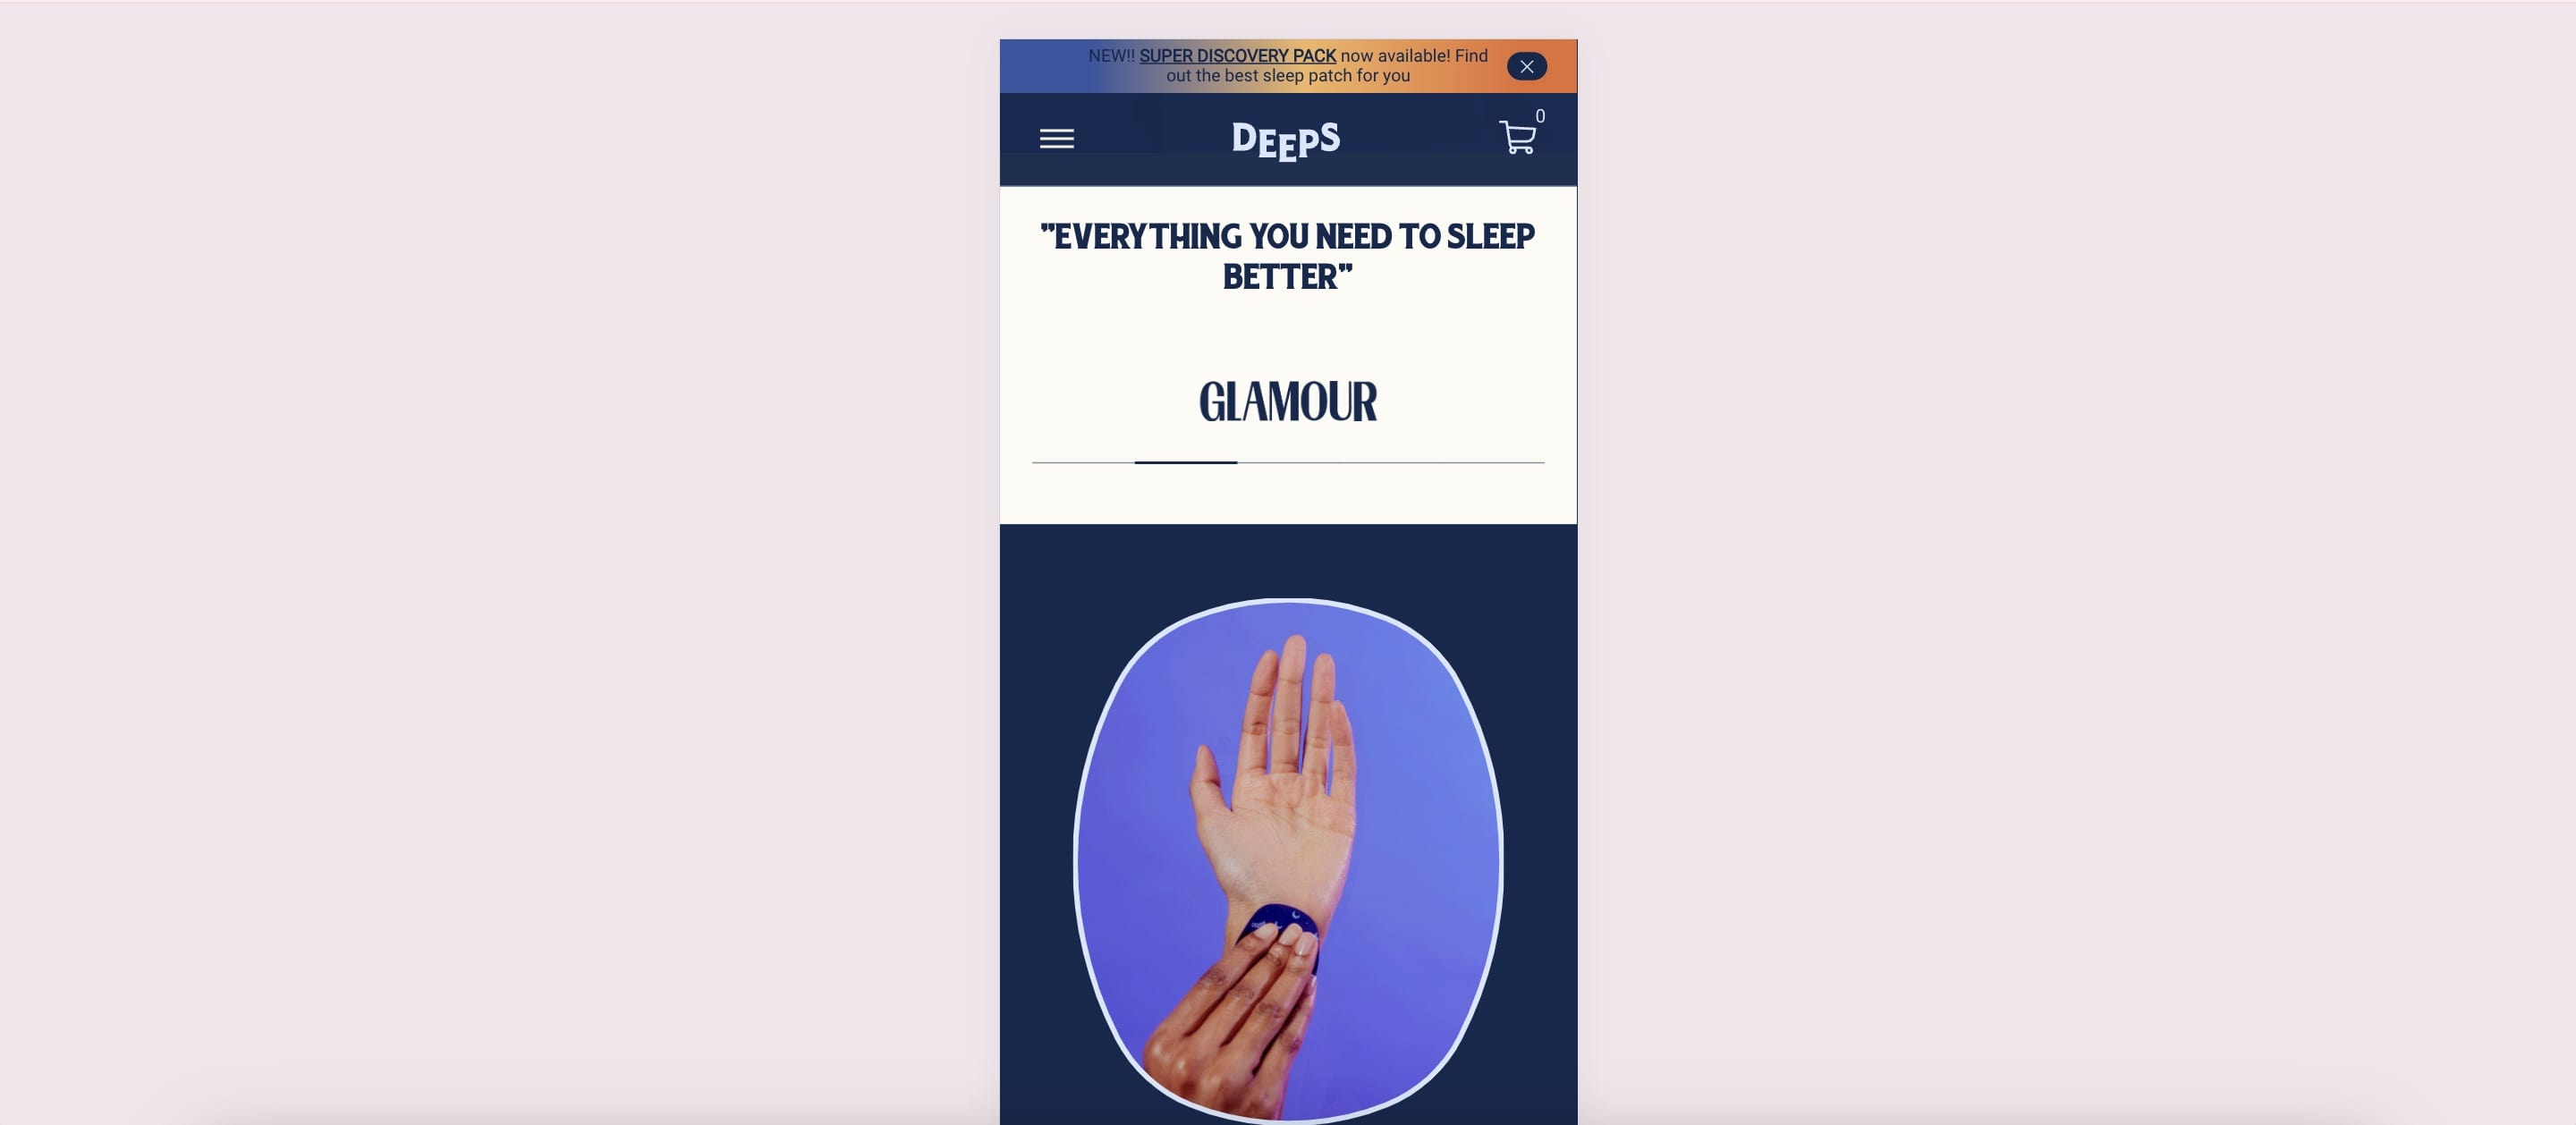 NEW!! SUPER DISCOVERY PACK now available! Find
out the best sleep patch for you
DEEPS
0
"EVERYTHING YOU NEED TO SLEEP
BETTER"
GLAMOUR